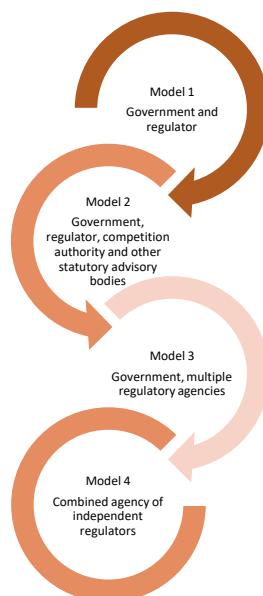 Model 1
Government and
regulator
Model 2
Government,
regulator, competition
authority and other
statutory advisory
bodies
Model 3
Government, multiple
regulatory agencies
Model 4
Combined agency of
independent
regulators